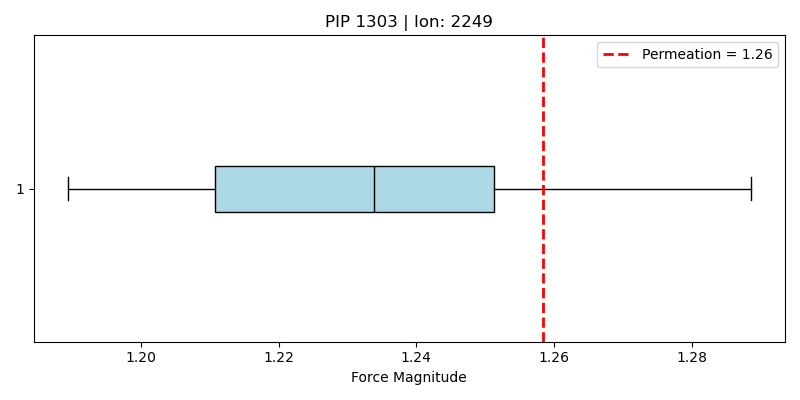 PIP 1303 | Ion: 2249
Permeation = 1.26
1
1.20 1.22 1.24 1.26 1.28
Force Magnitude